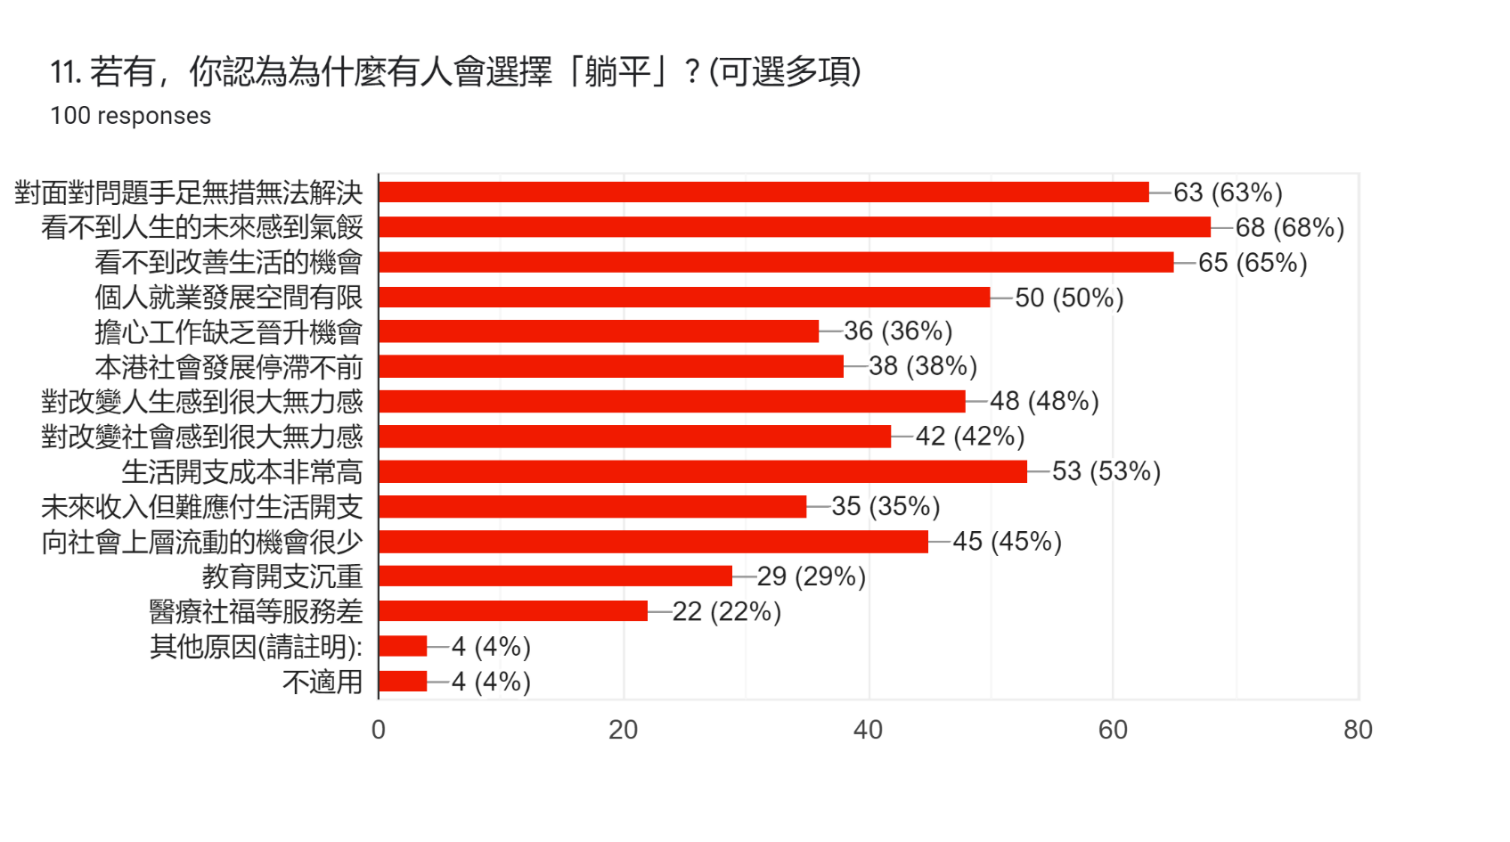 11. 若有，你認為為什麼有人會選擇「躺平」? (可選多項)
100 responses
對面對問題手足無措無法解決 63 (63%)
看不到人生的未來感到氣餒 68 (68%)
看不到改善生活的機會 65 (65%)
個人就業發展空間有限 50 (50%)
擔心工作缺乏晉升機會 36 (36%)
本港社會發展停滯不前 38 (38%)
對改變人生感到很大無力感 48 (48%)
對改變社會感到很大無力感 42 (42%)
生活開支成本非常高 53 (53%)
未來收入但難應付生活開支 35 (35%)
向社會上層流動的機會很少 45 (45%)
教育開支沉重 29 (29%)
醫療社福等服務差 22 (22%)
其他原因(請註明): 4 (4%)
不適用 4 (4%)
0 20 40 60 80